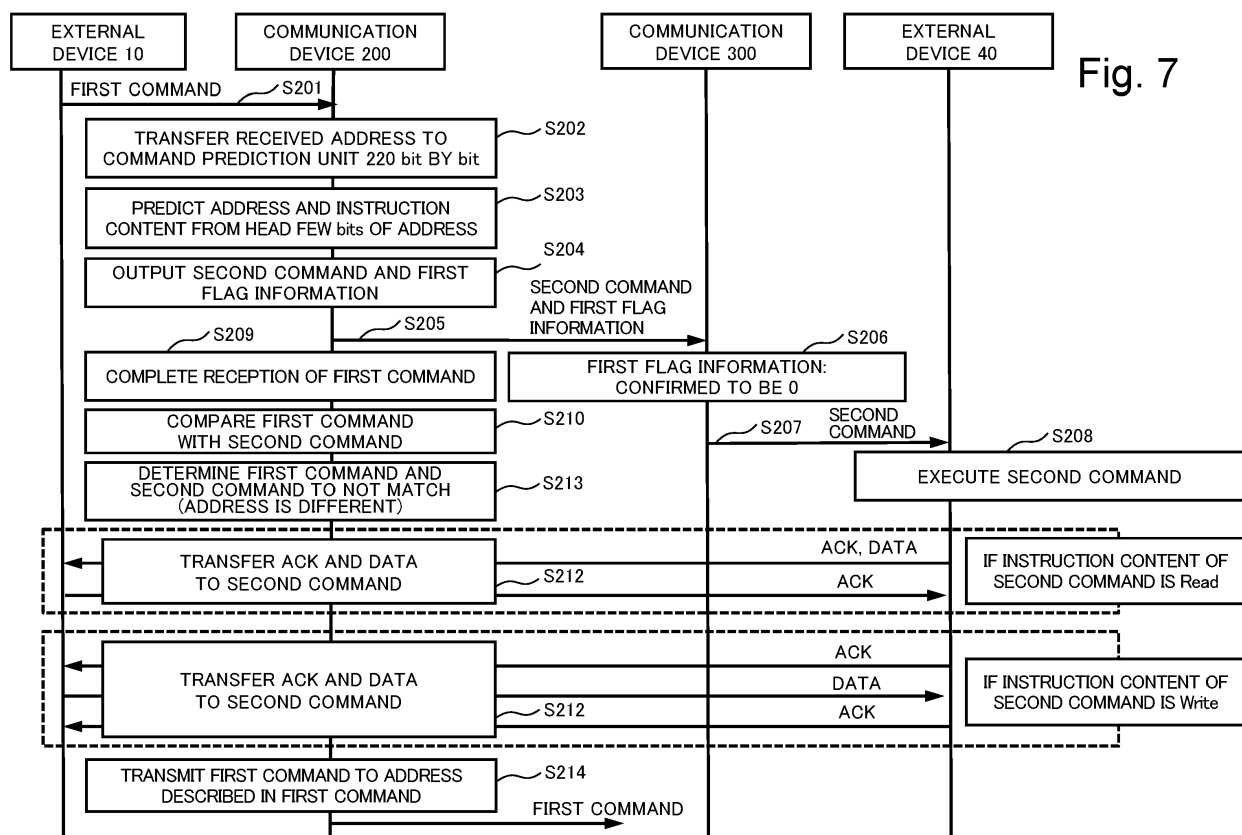 EXTERNAL
DEVICE 10
COMMUNICATION
DEVICE 200
COMMUNICATION
DEVICE 300
EXTERNAL
DEVICE 40
Fig. 7
FIRST COMMAND
S201
TRANSFER RECEIVED ADDRESS TO
COMMAND PREDICTION UNIT 220 bit BY bit
S202
PREDICT ADDRESS AND INSTRUCTION
CONTENT FROM HEAD FEW bits OF ADDRESS
S203
OUTPUT SECOND COMMAND AND FIRST
FLAG INFORMATION
S204
SECOND COMMAND
AND FIRST FLAG
INFORMATION
S205
S209
COMPLETE RECEPTION OF FIRST COMMAND
S206
FIRST FLAG INFORMATION:
CONFIRMED TO BE 0
COMPARE FIRST COMMAND
WITH SECOND COMMAND
S210
S207
SECOND
COMMAND
S208
EXECUTE SECOND COMMAND
DETERMINE FIRST COMMAND AND
SECOND COMMAND TO NOT MATCH
(ADDRESS IS DIFFERENT)
S213
TRANSFER ACK AND DATA
TO SECOND COMMAND
S212
ACK, DATA
ACK
IF INSTRUCTION CONTENT OF
SECOND COMMAND IS Read
TRANSFER ACK AND DATA
TO SECOND COMMAND
S212
ACK
DATA
ACK
IF INSTRUCTION CONTENT OF
SECOND COMMAND IS Write
TRANSMIT FIRST COMMAND TO ADDRESS
DESCRIBED IN FIRST COMMAND
S214
FIRST COMMAND